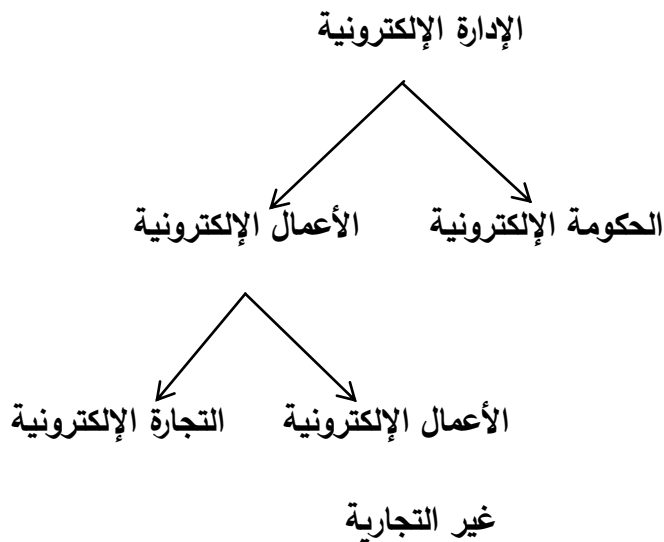 الإدارة الإلكترونية
الحكومة الإلكترونية
الأعمال الإلكترونية
الأعمال الإلكترونية
التجارة الإلكترونية
غير التجارية